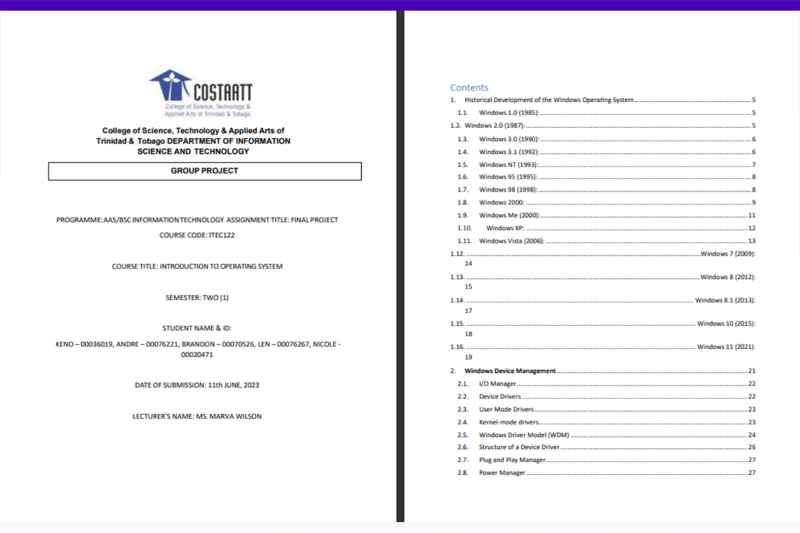 COSTAATT
College of Science, Technology &
Applied Arts of Trinidad & Tobago
College of Science, Technology & Applied Arts of
Trinidad & Tobago DEPARTMENT OF INFORMATION
SCIENCE AND TECHNOLOGY
GROUP PROJECT
PROGRAMME: AAS/BSC INFORMATION TECHNOLOGY ASSIGNMENT TITLE: FINAL PROJECT
COURSE CODE: ITEC122
COURSE TITLE: INTRODUCTION TO OPERATING SYSTEM
SEMESTER: TWO (1)
STUDENT NAME & ID:
KENO – 00036019, ANDRE – 00076221, BRANDON – 00070526, LEN – 00076267, NICOLE -
00020471
DATE OF SUBMISSION: 11th JUNE, 2023
LECTURER'S NAME: MS. MARVA WILSON
Contents
1. Historical Development of the Windows Operating System 5
1.1. Windows 1.0 (1985): 5
1.2. Windows 2.0 (1987): 5
1.3. Windows 3.0 (1990): 6
1.4. Windows 3.1 (1992): 6
1.5. Windows NT (1993): 7
1.6. Windows 95 (1995): 8
1.7. Windows 98 (1998): 8
1.8. Windows 2000: 9
1.9. Windows Me (2000): 11
1.10. Windows XP: 12
1.11. Windows Vista (2006): 13
1.12. Windows 7 (2009):
14
1.13. Windows 8 (2012):
15
1.14. Windows 8.1 (2013):
17
1.15. Windows 10 (2015):
18
1.16. Windows 11 (2021):
19
2. Windows Device Management 21
2.1. I/O Manager 22
2.2. Device Drivers 22
2.3. User Mode Drivers 23
2.4. Kernel-mode drivers 23
2.5. Windows Driver Model (WDM) 24
2.6. Structure of a Device Driver 26
2.7. Plug and Play Manager 27
2.8. Power Manager 27